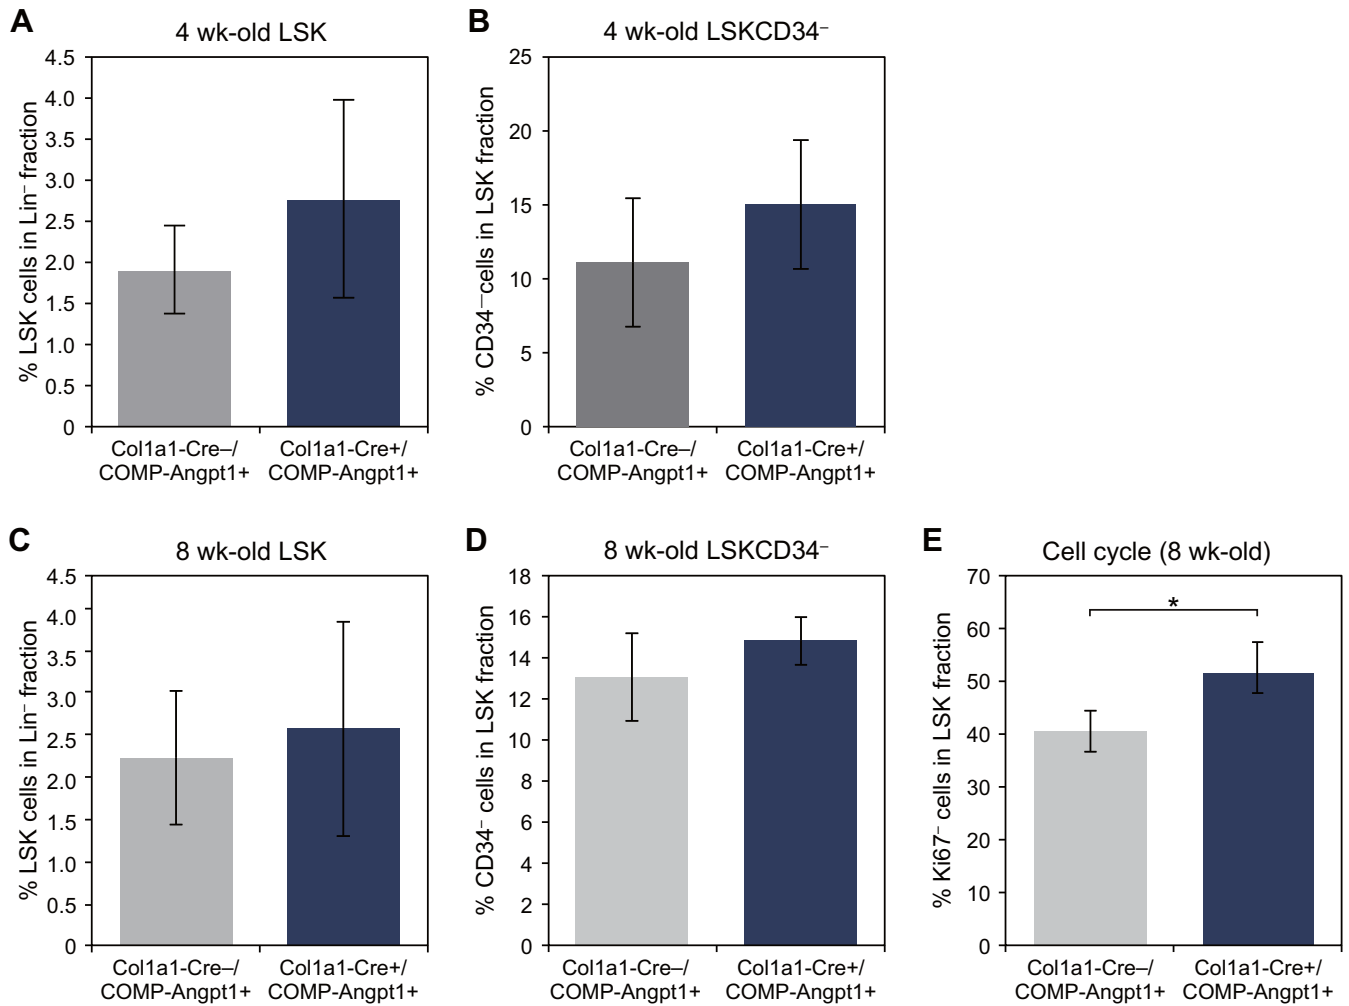 A
4 wk-old LSK
% LSK cells in Lin⁻ fraction
4.5
4.0
3.5
3.0
2.5
2.0
1.5
1.0
0.5
0
Col1a1-Cre–/
COMP-Angpt1+
Col1a1-Cre+/
COMP-Angpt1+
B
4 wk-old LSKCD34⁻
% CD34⁻cells in LSK fraction
25
20
15
10
5
0
Col1a1-Cre–/
COMP-Angpt1+
Col1a1-Cre+/
COMP-Angpt1+
C
8 wk-old LSK
% LSK cells in Lin⁻ fraction
4.5
4.0
3.5
3.0
2.5
2.0
1.5
1.0
0.5
0
Col1a1-Cre–/
COMP-Angpt1+
Col1a1-Cre+/
COMP-Angpt1+
D
8 wk-old LSKCD34⁻
% CD34⁻ cells in LSK fraction
18
16
14
12
10
8
6
4
2
0
Col1a1-Cre–/
COMP-Angpt1+
Col1a1-Cre+/
COMP-Angpt1+
E
Cell cycle (8 wk-old)
% Ki67⁻ cells in LSK fraction
70
60
50
40
30
20
10
0
*
Col1a1-Cre–/
COMP-Angpt1+
Col1a1-Cre+/
COMP-Angpt1+